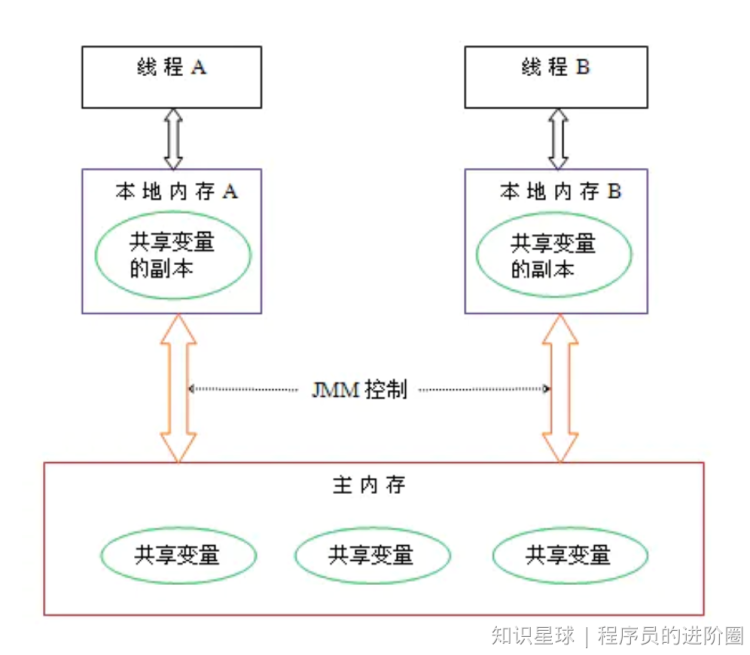 线程 A
线程 B
本地内存 A
本地内存 B
共享变量
的副本
共享变量
的副本
JMM 控制
主内存
共享变量
共享变量
共享变量
知识星球 | 程序员的进阶圈